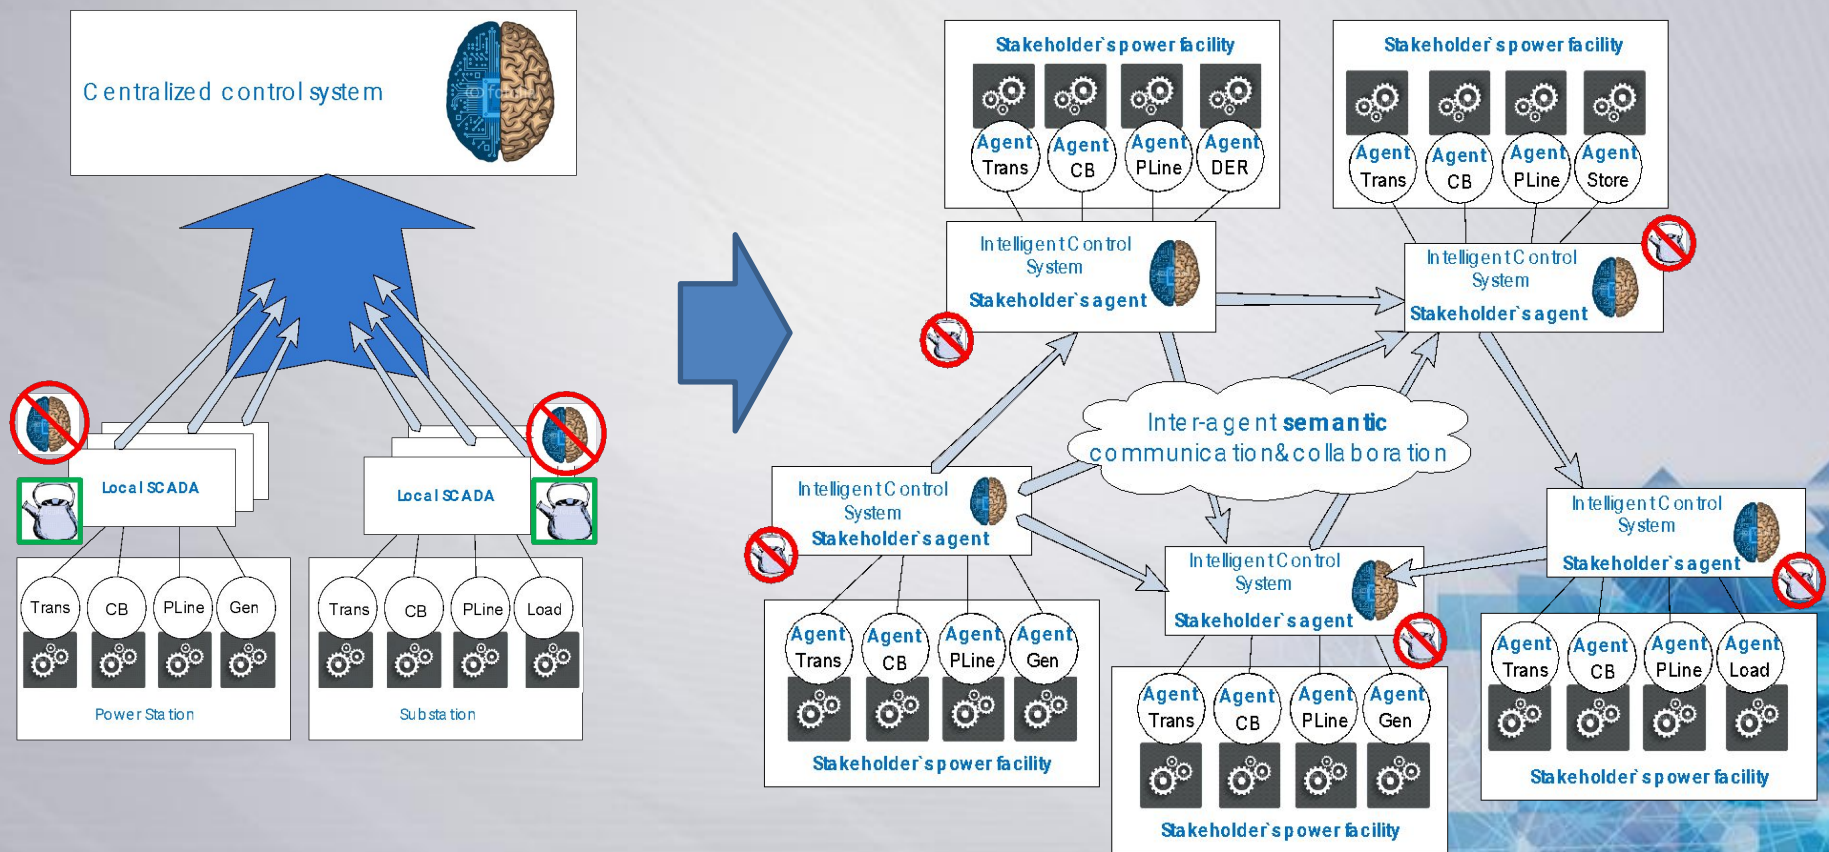 Centralized control system
Local SCADA
Local SCADA
Trans
CB
PLine
Gen
Trans
CB
PLine
Load
Power Station
Substation
Stakeholder`s power facility
Agent
Trans
Agent
CB
Agent
PLine
Agent
DER
Intelligent Control
System
Stakeholder`s agent
Stakeholder`s power facility
Agent
Trans
Agent
CB
Agent
PLine
Agent
Store
Intelligent Control
System
Stakeholder`s agent
Inter-agent semantic
communication&collaboration
Intelligent Control
System
Stakeholder`s agent
Agent
Trans
Agent
CB
Agent
PLine
Agent
Gen
Stakeholder`s power facility
Intelligent Control
System
Stakeholder`s agent
Agent
Trans
Agent
CB
Agent
PLine
Agent
Gen
Stakeholder`s power facility
Intelligent Control
System
Stakeholder`s agent
Agent
Trans
Agent
CB
Agent
PLine
Agent
Load
Stakeholder`s power facility